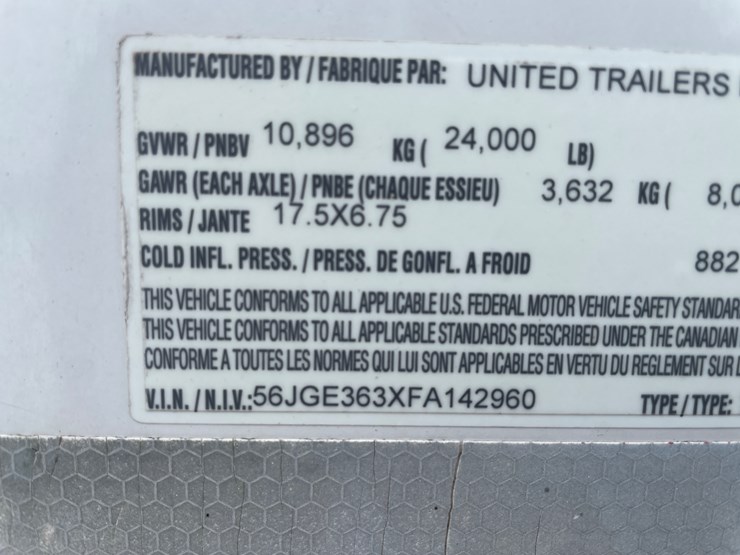 MANUFACTURED BY / FABRIQUE PAR: UNITED TRAILERS
GVWR / PNBV 10,896 KG ( 24,000 LB)
GAWR (EACH AXLE) / PNBE (CHAQUE ESSIEU) 3,632 KG (
RIMS / JANTE 17.5X6.75
COLD INFL. PRESS. / PRESS. DE GONFL. A FROID 882
THIS VEHICLE CONFORMS TO ALL APPLICABLE U.S. FEDERAL MOTOR VEHICLE SAFETY STANDAR
THIS VEHICLE CONFORMS TO ALL APPLICABLE STANDARDS PRESCRIBED UNDER THE CANADIAN
CONFORME A TOUTES LES NORMES QUI LUI SONT APPLICABLES EN VERTU DU REGLEMENT SUR
V.I.N. / N.I.V.:56JGE363XFA142960 TYPE / TYPE: